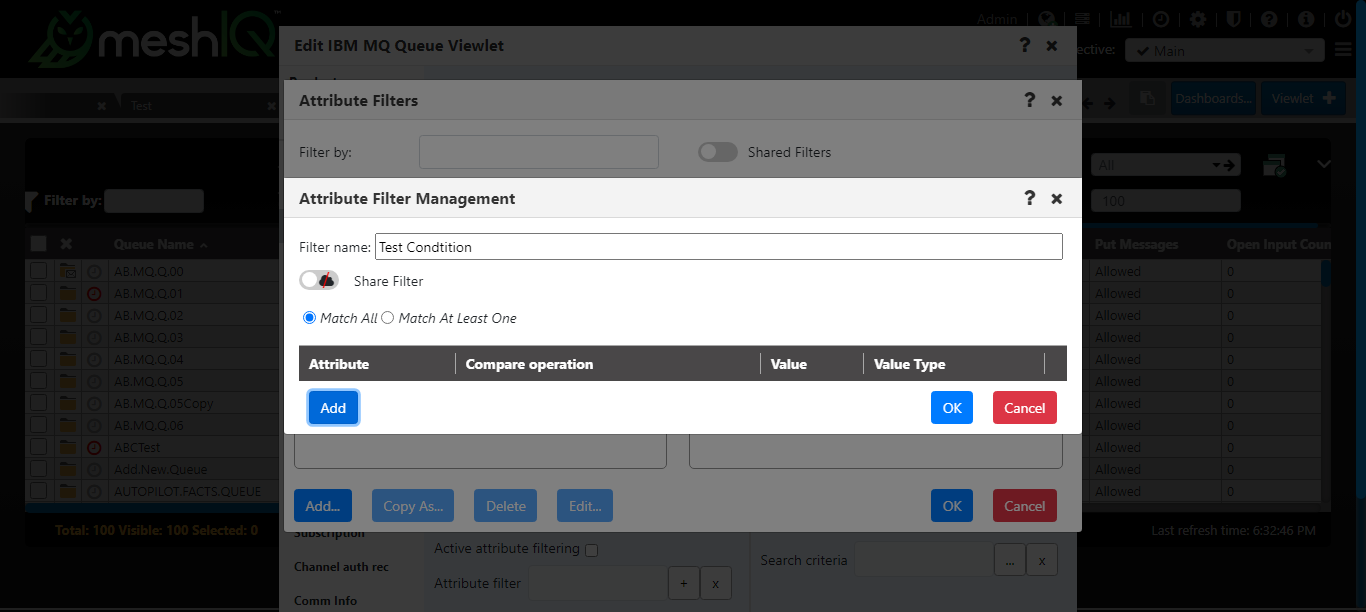 meshIQ™
Admin
Edit IBM MQ Queue Viewlet ? ×
ective: ✔ Main
Attribute Filters ? ×
Test
Dashboards...
Viewlet +
Filter by:
Shared Filters
All
Filter by:
100
Attribute Filter Management ? ×
Filter name: Test Condtition
Share Filter
Match All Match At Least One
Attribute Compare operation Value Value Type
Add OK Cancel
Queue Name Put Messages Open Input Coun
AB.MQ.Q.00 Allowed 0
AB.MQ.Q.01 Allowed 0
AB.MQ.Q.02 Allowed 0
AB.MQ.Q.03 Allowed 0
AB.MQ.Q.04 Allowed 0
AB.MQ.Q.05 Allowed 0
AB.MQ.Q.05Copy Allowed 0
AB.MQ.Q.06 Allowed 0
ABCTest Allowed 0
Add.New.Queue Allowed 0
AUTOPILOT.FACTS.QUEUE Allowed 0
Add... Copy As... Delete Edit... OK Cancel
Total: 100 Visible: 100 Selected: 0
Last refresh time: 6:32:46 PM
Subscription
Active attribute filtering
Search criteria ... x
Channel auth rec
Attribute filter + x
Comm Info